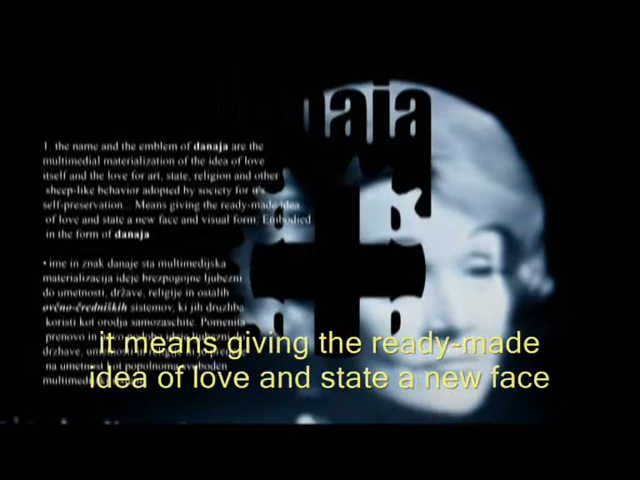 naja
1. the name and the emblem of danaja are the
multimedial materialization of the idea of love
itself and the love for art, state, religion and other
sheep-like behavior adopted by society for it's
self-preservation... Means giving the ready-made idea
of love and state a new face and visual form. Embodied
in the form of danaja
• ime in znak danaje sta multimedijska
materializacija ideje brezpogojne ljubezni
do umetnosti, države, religije in ostalih
ovčno-čredniških sistemov, ki jih družba
koristi kot orodja samozaščite. Pomenita
prenovo in
države,
na umetnost
it means giving the ready-made
idea of love and state a new face